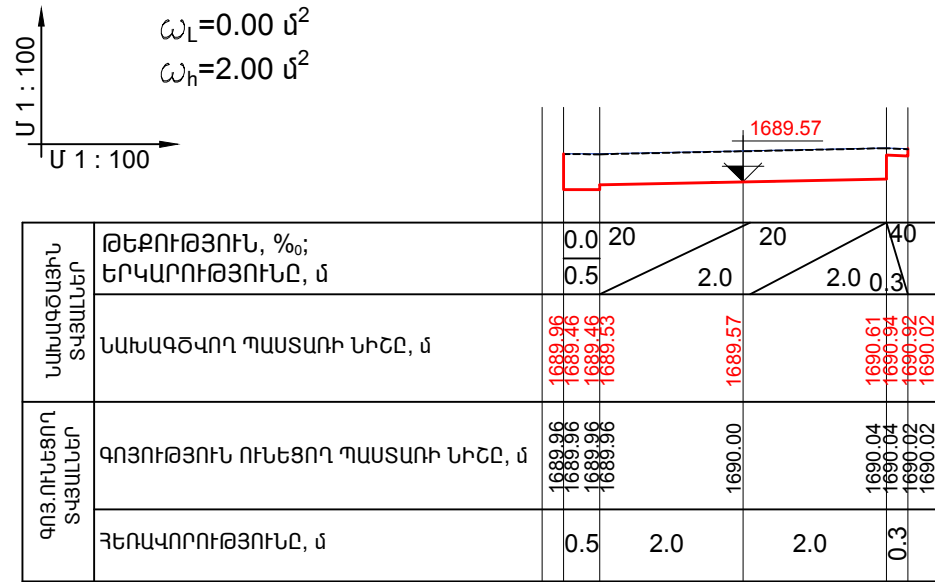 Մ 1 : 100
Մ 1 : 100
ω_L=0.00 մ²
ω_h=2.00 մ²
1689.57
ՆԱԽԱԳԾԱՅԻՆ ՏՎՅԱԼՆԵՐ
ԹԵՔՈՒԹՅՈՒՆ, %₀;
ԵՐԿԱՐՈՒԹՅՈՒՆԸ, մ
0.0 20 20 40
0.5 2.0 2.0 0.3
ՆԱԽԱԳԾՎՈՂ ՊԱՍՏԱՌԻ ՆԻՇԸ, մ
1689.96 1689.46 1689.46 1689.53 1689.57 1690.61 1690.94 1690.92 1690.02
ԳՈՅ.ՈՒՆԵՑՈՂ ՏՎՅԱԼՆԵՐ
ԳՈՅՈՒԹՅՈՒՆ ՈՒՆԵՑՈՂ ՊԱՍՏԱՌԻ ՆԻՇԸ, մ
1689.96 1689.96 1689.96 1689.96 1690.00 1690.04 1690.04 1690.02 1690.02
ՀԵՌԱՎՈՐՈՒԹՅՈՒՆԸ, մ
0.5 2.0 2.0 0.3